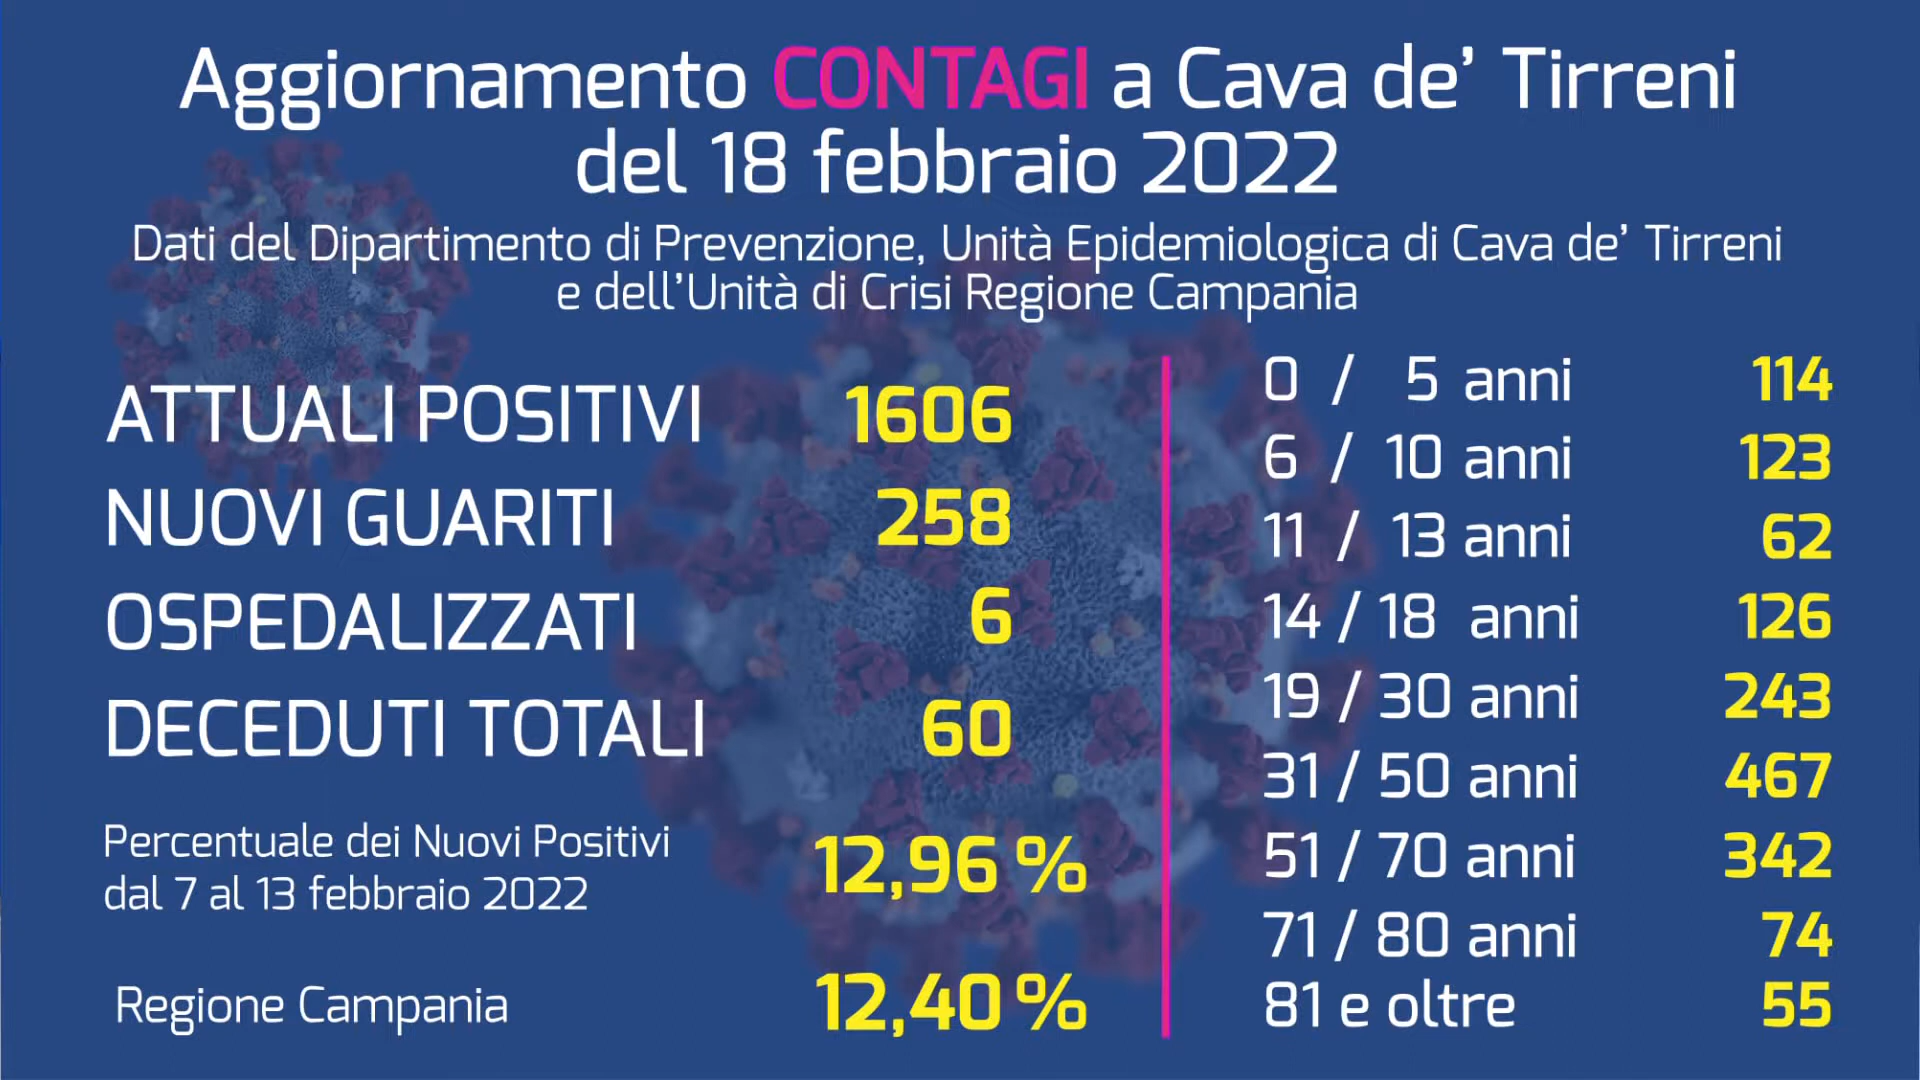 Aggiornamento CONTAGI a Cava de’ Tirreni
del 18 febbraio 2022
Dati del Dipartimento di Prevenzione, Unità Epidemiologica di Cava de’ Tirreni
e dell’Unità di Crisi Regione Campania
ATTUALI POSITIVI 1606
NUOVI GUARITI 258
OSPEDALIZZATI 6
DECEDUTI TOTALI 60
Percentuale dei Nuovi Positivi
dal 7 al 13 febbraio 2022 12,96 %
Regione Campania 12,40 %
0 / 5 anni 114
6 / 10 anni 123
11 / 13 anni 62
14 / 18 anni 126
19 / 30 anni 243
31 / 50 anni 467
51 / 70 anni 342
71 / 80 anni 74
81 e oltre 55